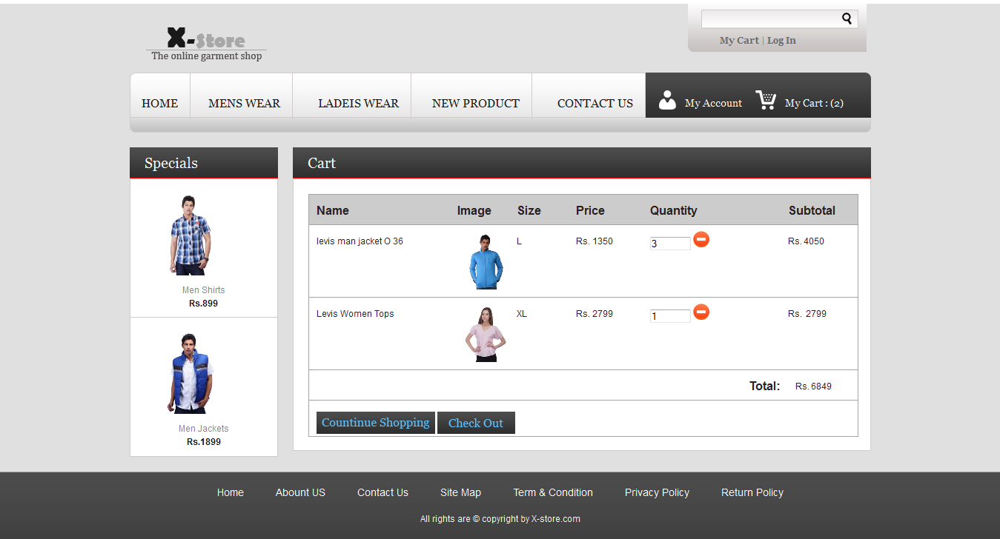 X-Store
The online garment shop
My Cart | Log In
HOME MENS WEAR LADEIS WEAR NEW PRODUCT CONTACT US My Account My Cart : (2)
Specials
Men Shirts
Rs.899
Men Jackets
Rs.1899
Cart
Name Image Size Price Quantity Subtotal
levis man jacket O 36 L Rs. 1350 3 Rs. 4050
Levis Women Tops XL Rs. 2799 1 Rs. 2799
Total: Rs. 6849
Countinue Shopping Check Out
Home Abount US Contact Us Site Map Term & Condition Privacy Policy Return Policy
All rights are © copyright by X-store.com